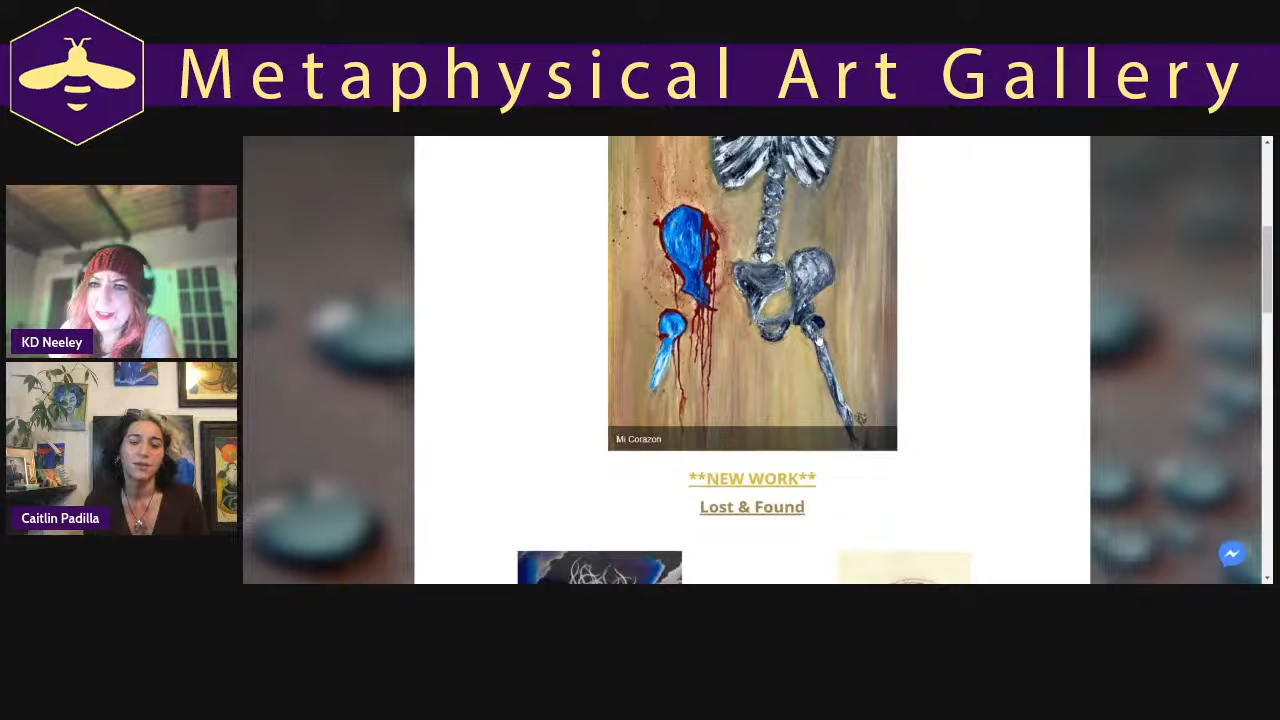 Metaphysical Art Gallery
KD Neeley
Caitlin Padilla
Mi Corazon
**NEW WORK**
Lost & Found